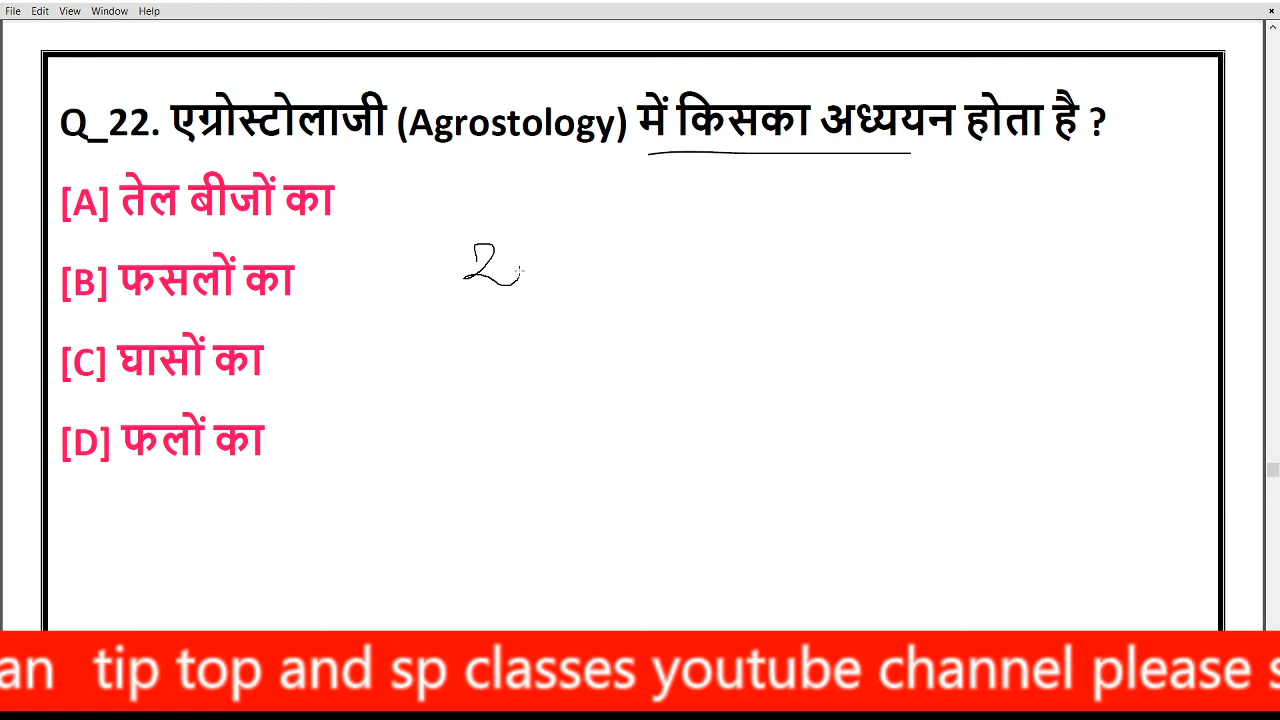 File Edit View Window Help
Q_22. एग्रोस्टोलाजी (Agrostology) में किसका अध्ययन होता है ?
[A] तेल बीजों का
[B] फसलों का
2
[C] घासों का
[D] फलों का
an tip top and sp classes youtube channel please s